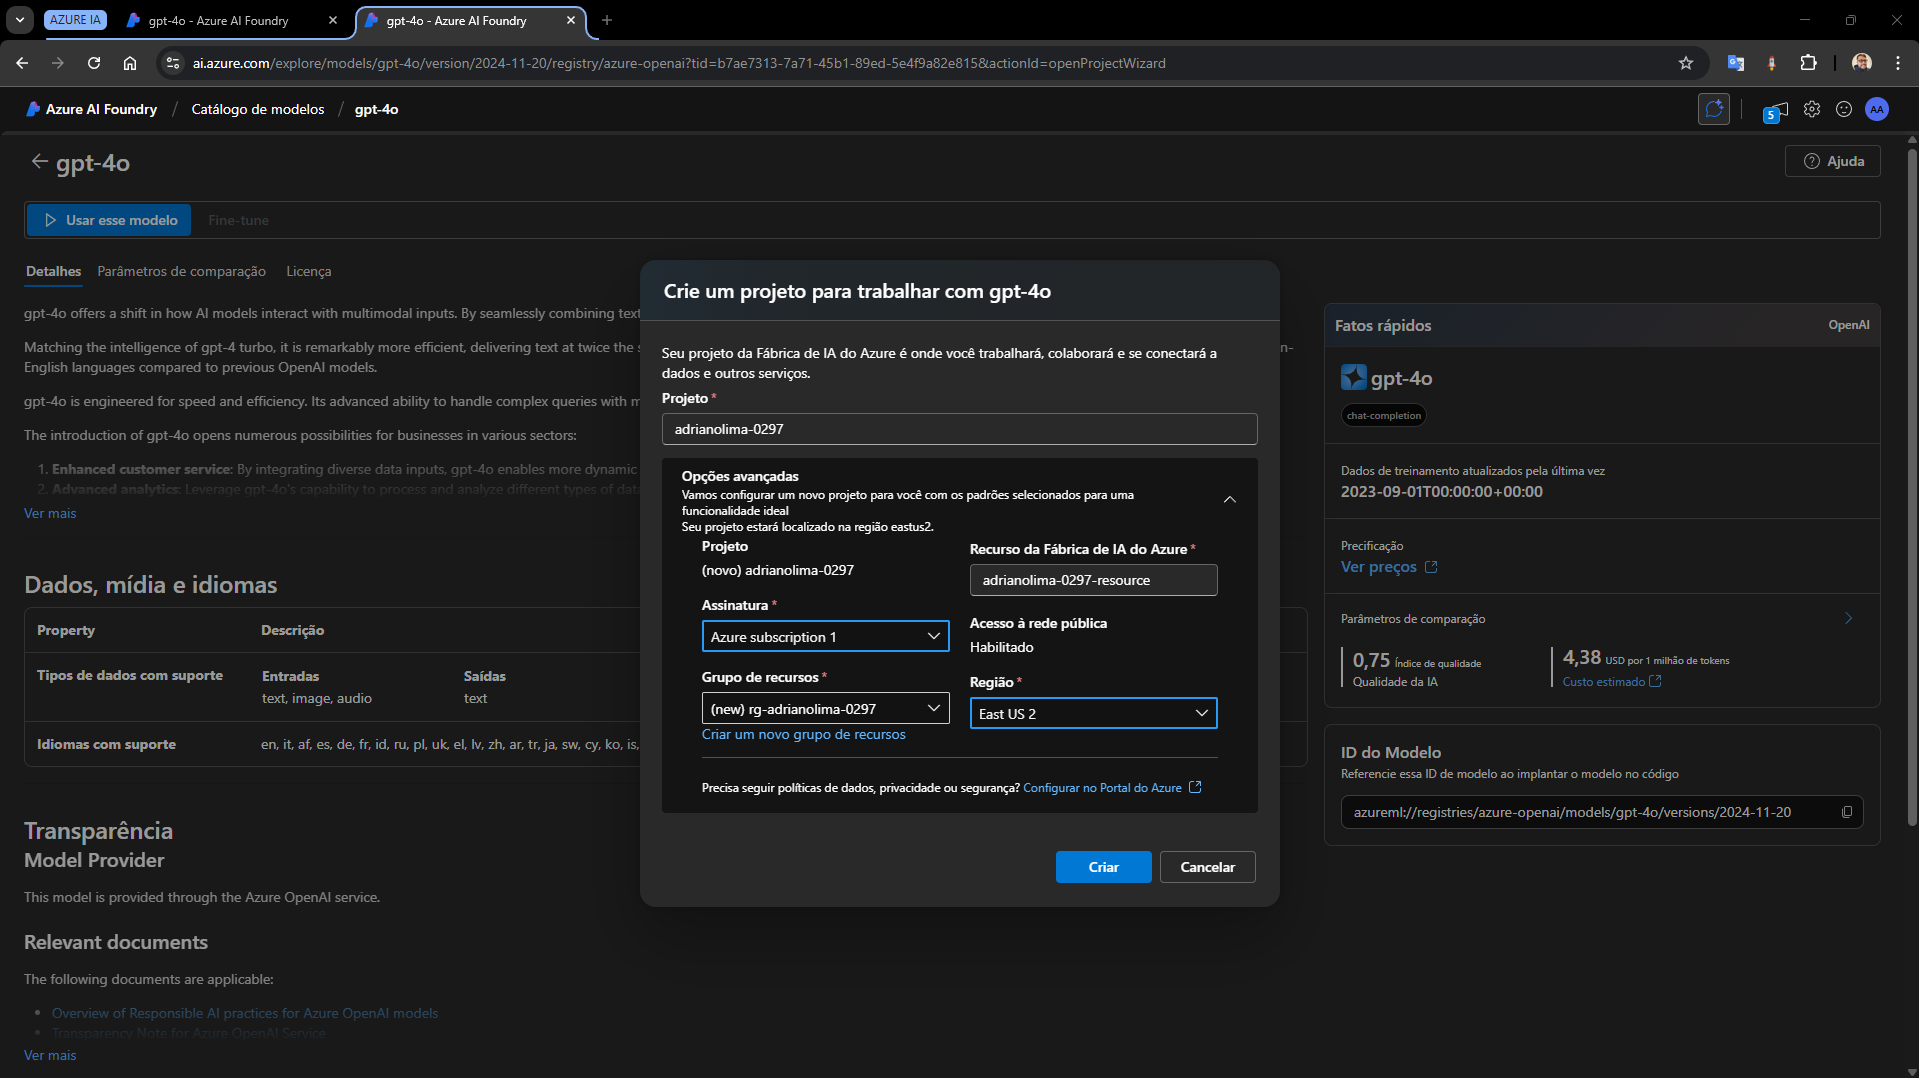 AZURE IA
gpt-4o - Azure AI Foundry
gpt-4o - Azure AI Foundry
ai.azure.com/explore/models/gpt-4o/version/2024-11-20/registry/azure-openai?tid=b7ae7313-7a71-45b1-89ed-5e4f9a82e815&actionId=openProjectWizard
Azure AI Foundry / Catálogo de modelos / gpt-4o
5
AA
gpt-4o
Ajuda
Usar esse modelo
Fine-tune
Detalhes
Parâmetros de comparação
Licença
gpt-4o offers a shift in how AI models interact with multimodal inputs. By seamlessly combining text
Matching the intelligence of gpt-4 turbo, it is remarkably more efficient, delivering text at twice the
English languages compared to previous OpenAI models.
gpt-4o is engineered for speed and efficiency. Its advanced ability to handle complex queries with
The introduction of gpt-4o opens numerous possibilities for businesses in various sectors:
1. Enhanced customer service: By integrating diverse data inputs, gpt-4o enables more dynamic
2. Advanced analytics: Leverage gpt-4o's capability to process and analyze different types of data
Ver mais
Dados, mídia e idiomas
Property
Descrição
Tipos de dados com suporte
Entradas
Saídas
text, image, audio
text
Idiomas com suporte
en, it, af, es, de, fr, id, ru, pl, uk, el, lv, zh, ar, tr, ja, sw, cy, ko, is,
Transparência
Model Provider
This model is provided through the Azure OpenAI service.
Relevant documents
The following documents are applicable:
• Overview of Responsible AI practices for Azure OpenAI models
• Transparency Note for Azure OpenAI Service
Ver mais
Crie um projeto para trabalhar com gpt-4o
Seu projeto da Fábrica de IA do Azure é onde você trabalhará, colaborará e se conectará a
dados e outros serviços.
Projeto *
adrianolima-0297
Opções avançadas
Vamos configurar um novo projeto para você com os padrões selecionados para uma
funcionalidade ideal
Seu projeto estará localizado na região eastus2.
Projeto
(novo) adrianolima-0297
Recurso da Fábrica de IA do Azure *
adrianolima-0297-resource
Assinatura *
Azure subscription 1
Acesso à rede pública
Habilitado
Grupo de recursos *
(new) rg-adrianolima-0297
Criar um novo grupo de recursos
Região *
East US 2
Precisa seguir políticas de dados, privacidade ou segurança? Configurar no Portal do Azure
Criar
Cancelar
n-
Fatos rápidos
OpenAI
gpt-4o
chat-completion
Dados de treinamento atualizados pela última vez
2023-09-01T00:00:00+00:00
Precificação
Ver preços
Parâmetros de comparação
0,75 Índice de qualidade
Qualidade da IA
4,38 USD por 1 milhão de tokens
Custo estimado
ID do Modelo
Referencie essa ID de modelo ao implantar o modelo no código
azureml://registries/azure-openai/models/gpt-4o/versions/2024-11-20